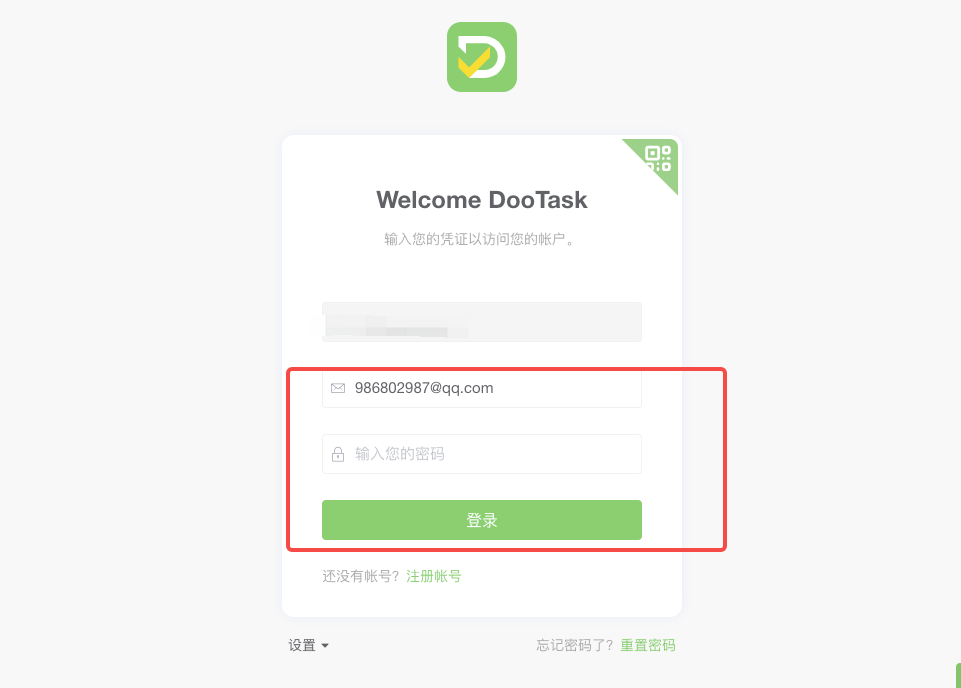 Welcome DooTask
输入您的凭证以访问您的帐户。
986802987@qq.com
输入您的密码
登录
还没有帐号? 注册帐号
设置
忘记密码了? 重置密码